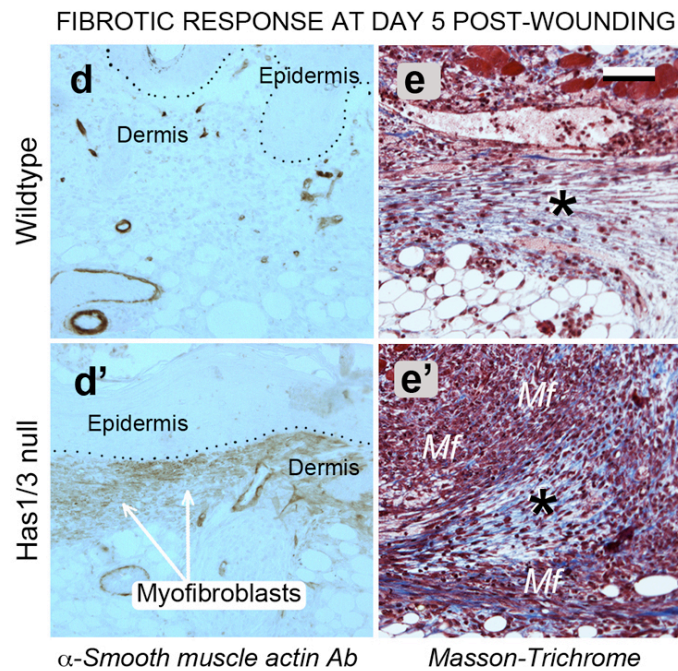 FIBROTIC RESPONSE AT DAY 5 POST-WOUNDING
Wildtype
d
Epidermis
Dermis
e
*
Has1/3 null
d’
Epidermis
Dermis
Myofibroblasts
e’
Mf
Mf
*
Mf
α-Smooth muscle actin Ab
Masson-Trichrome